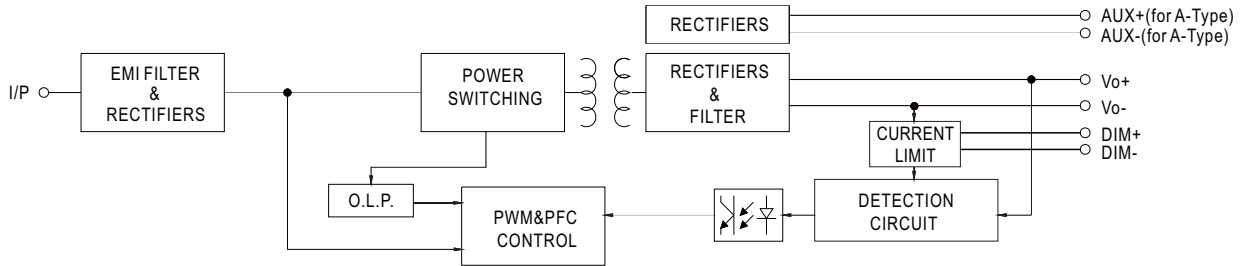 RECTIFIERS
AUX+(for A-Type)
AUX-(for A-Type)
I/P
EMI FILTER
&
RECTIFIERS
POWER
SWITCHING
RECTIFIERS
&
FILTER
Vo+
Vo-
CURRENT
LIMIT
DIM+
DIM-
O.L.P.
PWM&PFC
CONTROL
DETECTION
CIRCUIT